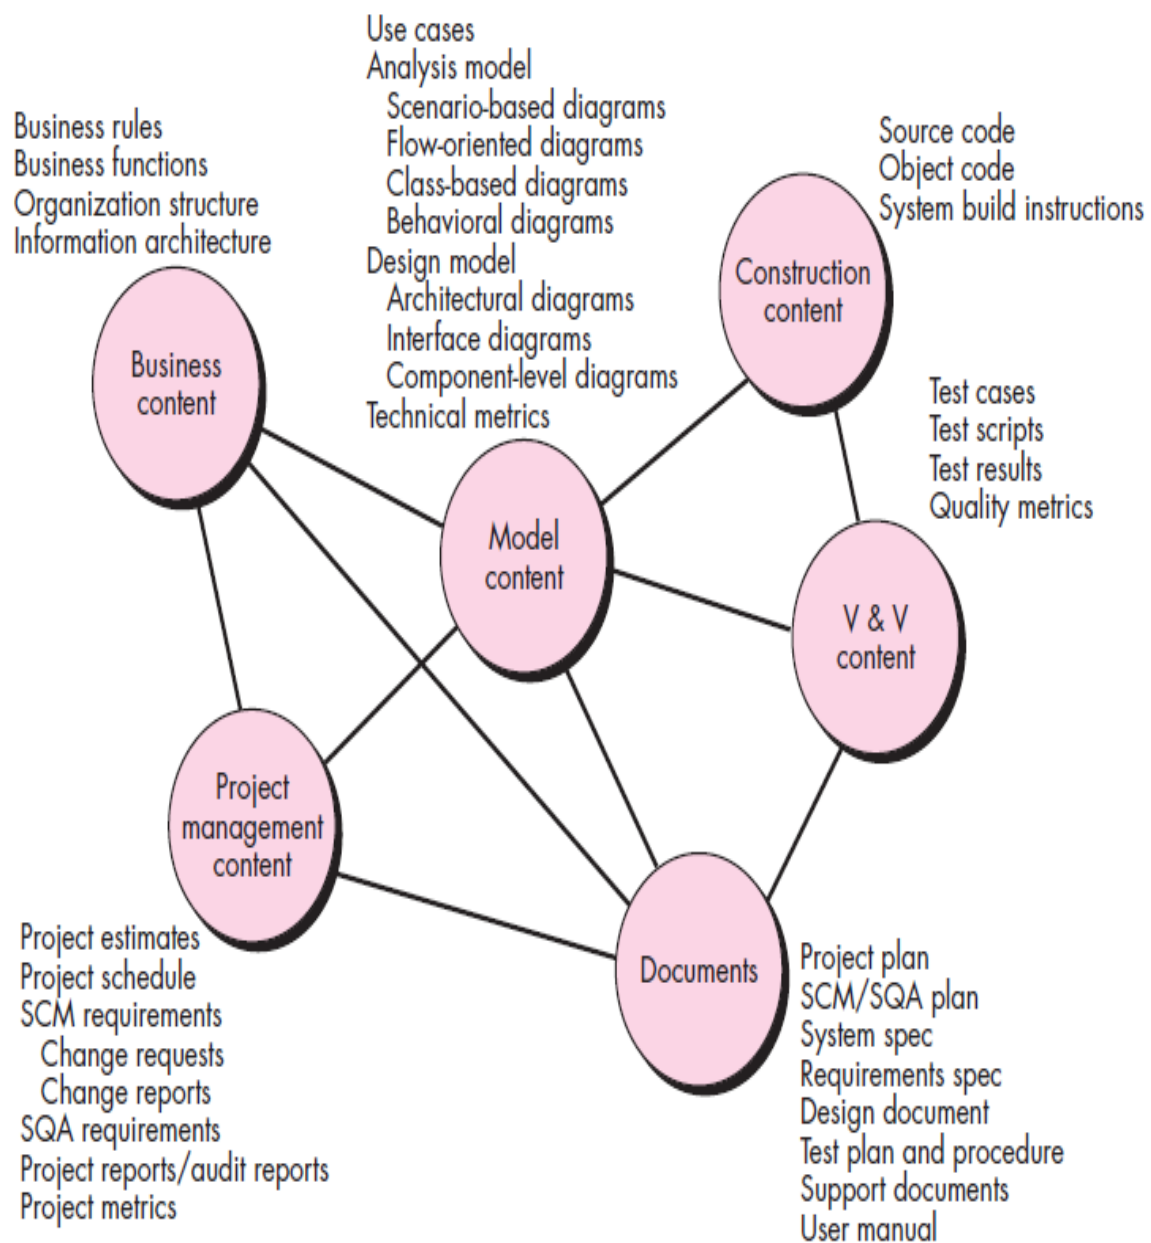 Use cases
Analysis model
Scenario-based diagrams
Flow-oriented diagrams
Class-based diagrams
Behavioral diagrams
Design model
Architectural diagrams
Interface diagrams
Component-level diagrams
Technical metrics
Business rules
Business functions
Organization structure
Information architecture
Source code
Object code
System build instructions
Construction
content
Business
content
Test cases
Test scripts
Test results
Quality metrics
Model
content
V & V
content
Project
management
content
Project estimates
Project schedule
SCM requirements
Change requests
Change reports
SQA requirements
Project reports/audit reports
Project metrics
Documents
Project plan
SCM/SQA plan
System spec
Requirements spec
Design document
Test plan and procedure
Support documents
User manual